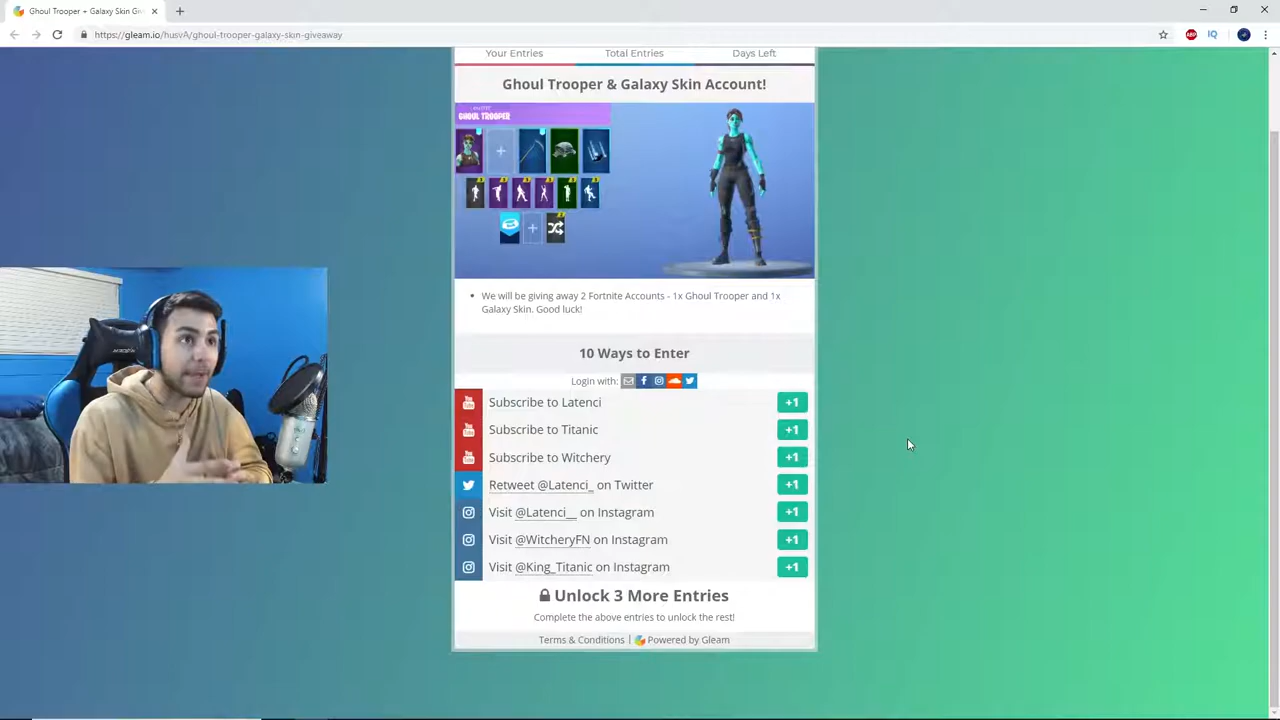 Ghoul Trooper + Galaxy Skin Giv
https://gleam.io/husvA/ghoul-trooper-galaxy-skin-giveaway
ABP
IQ
Your Entries
Total Entries
Days Left
Ghoul Trooper & Galaxy Skin Account!
GHOUL TROOPER
We will be giving away 2 Fortnite Accounts - 1x Ghoul Trooper and 1x
Galaxy Skin. Good luck!
10 Ways to Enter
Login with:
Subscribe to Latenci
+1
Subscribe to Titanic
+1
Subscribe to Witchery
+1
Retweet @Latenci_ on Twitter
+1
Visit @Latenci__ on Instagram
+1
Visit @WitcheryFN on Instagram
+1
Visit @King_Titanic on Instagram
+1
Unlock 3 More Entries
Complete the above entries to unlock the rest!
Terms & Conditions | Powered by Gleam